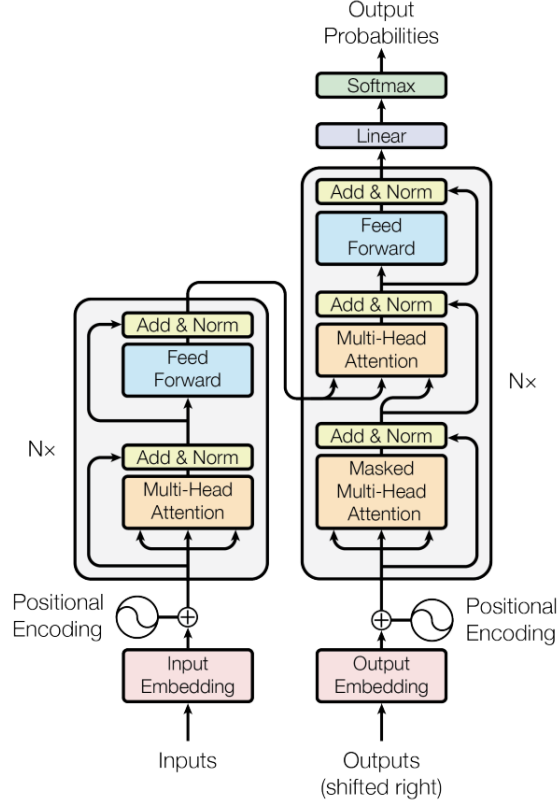 Output
Probabilities
Softmax
Linear
Add & Norm
Feed
Forward
Add & Norm
Multi-Head
Attention
Add & Norm
Masked
Multi-Head
Attention
N×
Add & Norm
Feed
Forward
Add & Norm
Multi-Head
Attention
N×
Positional
Encoding
Positional
Encoding
Input
Embedding
Output
Embedding
Inputs
Outputs
(shifted right)